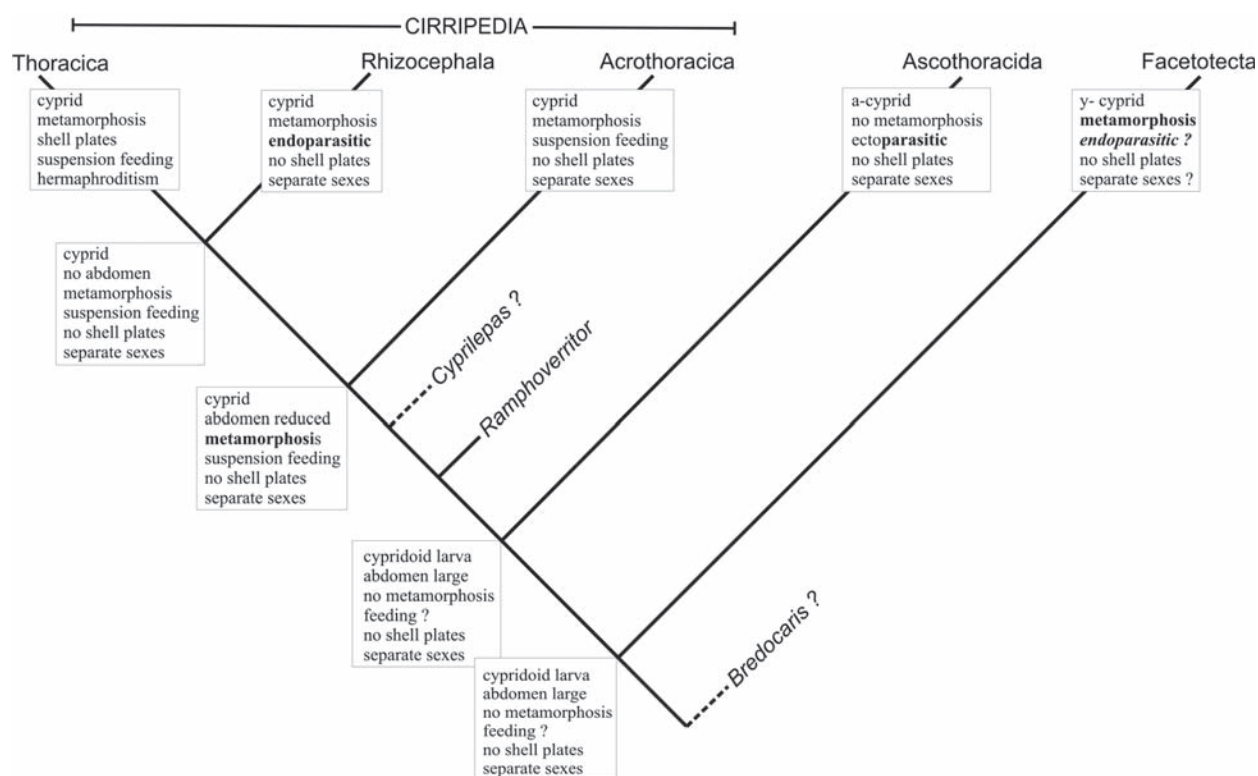 CIRRIPEDIA
Thoracica
Rhizocephala
Acrothoracica
Ascothoracida
Facetotecta
cyprid
metamorphosis
shell plates
suspension feeding
hermaphroditism
cyprid
metamorphosis
endoparasitic
no shell plates
separate sexes
cyprid
metamorphosis
suspension feeding
no shell plates
separate sexes
a-cyprid
no metamorphosis
ectoparasitic
no shell plates
separate sexes
y- cyprid
metamorphosis
endoparasitic ?
no shell plates
separate sexes ?
cyprid
no abdomen
metamorphosis
suspension feeding
no shell plates
separate sexes
Cyprilepas ?
Ramphoverritor
cyprid
abdomen reduced
metamorphosis
suspension feeding
no shell plates
separate sexes
cypridoid larva
abdomen large
no metamorphosis
feeding ?
no shell plates
separate sexes
Bredocaris ?
cypridoid larva
abdomen large
no metamorphosis
feeding ?
no shell plates
separate sexes